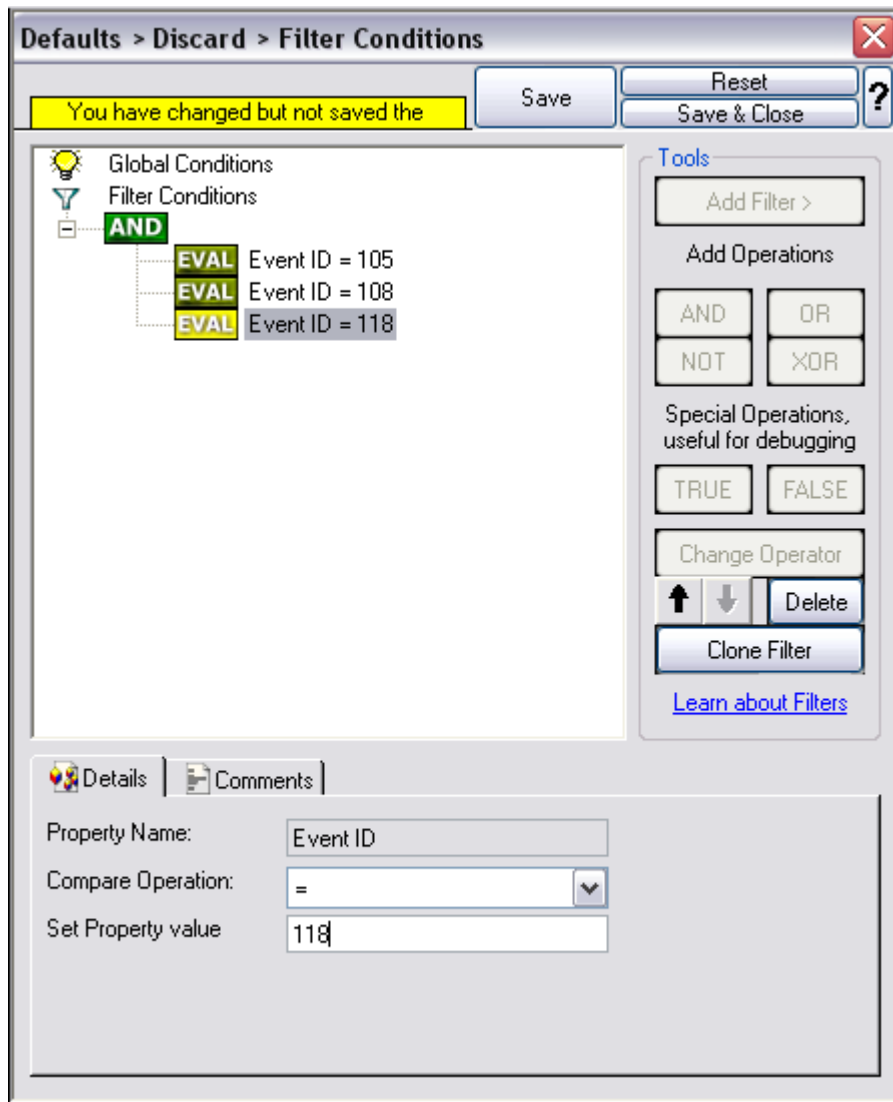 Defaults > Discard > Filter Conditions
You have changed but not saved the
Save
Reset
Save & Close
?
Global Conditions
Filter Conditions
AND
EVAL Event ID = 105
EVAL Event ID = 108
EVAL Event ID = 118
Tools
Add Filter >
Add Operations
AND OR
NOT XOR
Special Operations,
useful for debugging
TRUE FALSE
Change Operator
Delete
Clone Filter
Learn about Filters
Details Comments
Property Name: Event ID
Compare Operation: =
Set Property value 118